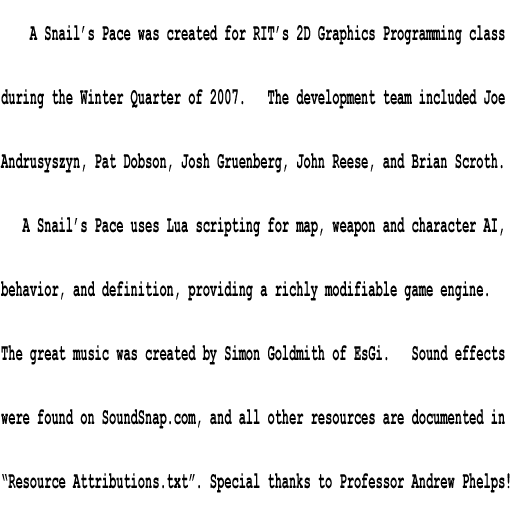 A Snail's Pace was created for RIT's 2D Graphics Programming class
during the Winter Quarter of 2007.   The development team included Joe
Andrusyszyn, Pat Dobson, Josh Gruenberg, John Reese, and Brian Scroth.
A Snail's Pace uses Lua scripting for map, weapon and character AI,
behavior, and definition, providing a richly modifiable game engine.
The great music was created by Simon Goldmith of EsGi.   Sound effects
were found on SoundSnap.com, and all other resources are documented in
“Resource Attributions.txt”. Special thanks to Professor Andrew Phelps!